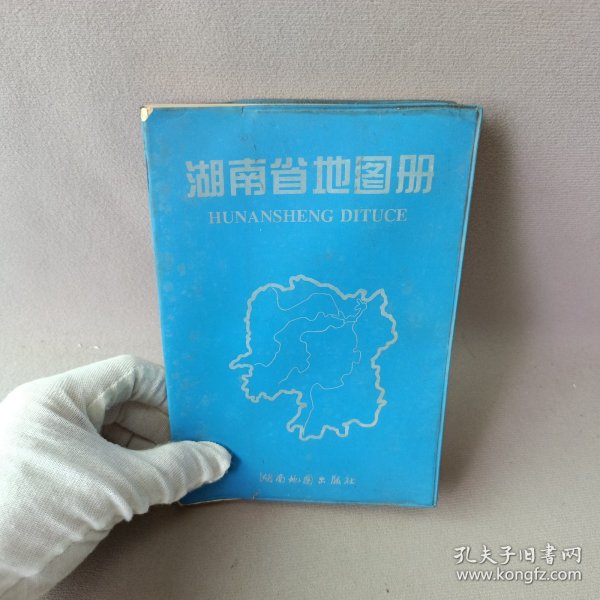 湖南省地图册
HUNANSHENG DITUCE
湖南地图出版社
孔夫子旧书网
www.kongfz.com